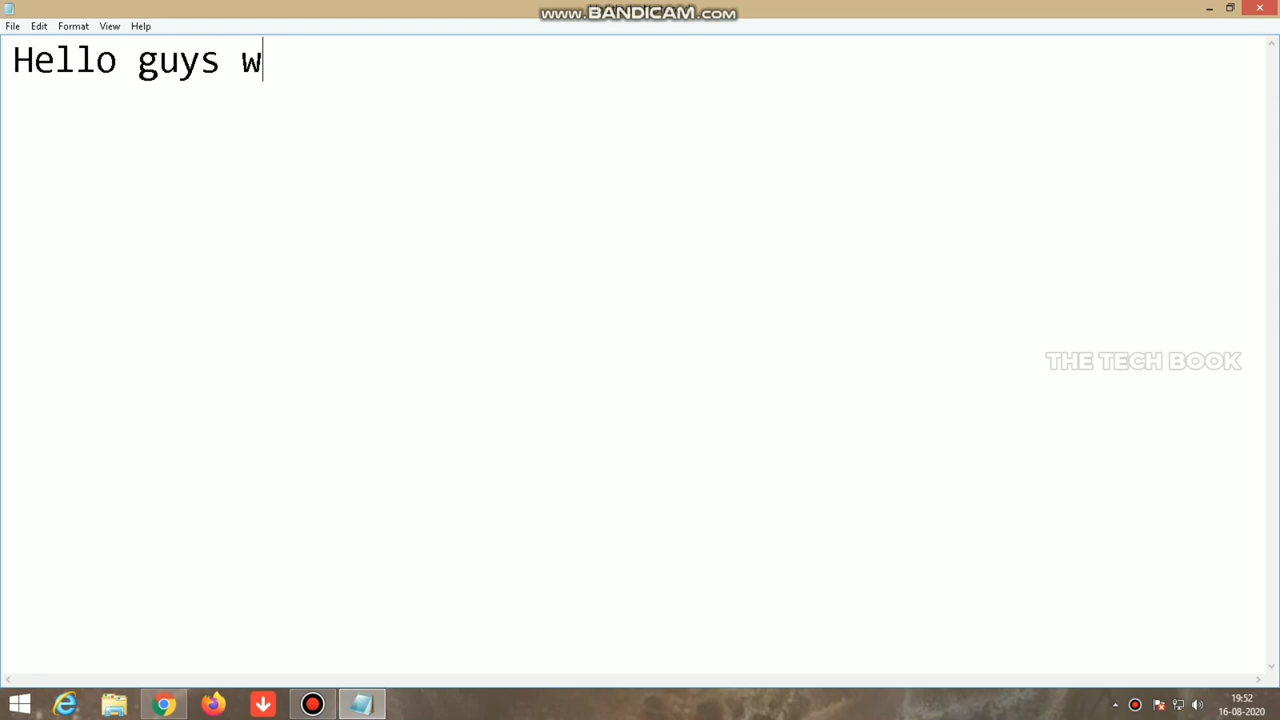 www.BANDICAM.com
File Edit Format View Help
Hello guys w
THE TECH BOOK
19:52
16-08-2020